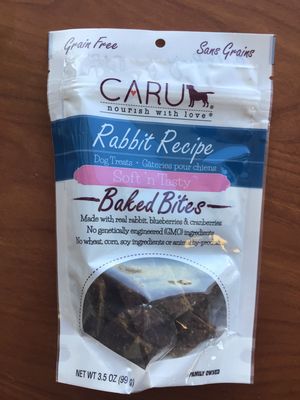 Grain Free
Sans Grains
CARU
nourish with love®
Rabbit Recipe
Dog Treats • Gâteries pour chiens
Soft 'n' Tasty
Baked Bites
Made with real rabbit, blueberries & cranberries
No genetically engineered (GMO) ingredients
No wheat, corn, soy ingredients or animal by-products
NET WT 3.5 OZ (99 g)
FAMILY OWNED